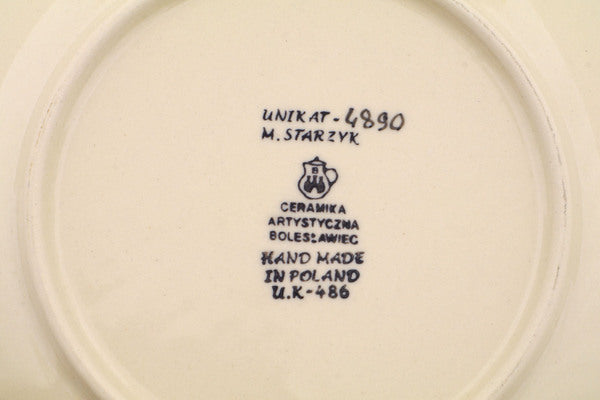 UNIKAT - 4890
M. STARZYK
B
CERAMIKA
ARTYSTYCZNA
BOLESŁAWIEC
HAND MADE
IN POLAND
U.K-486